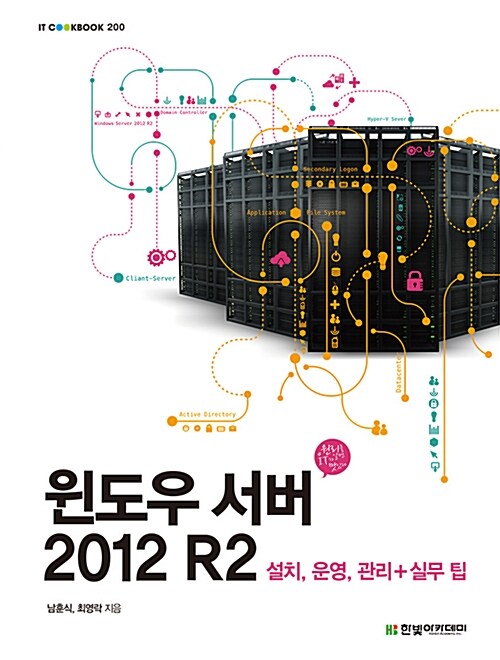 IT COOKBOOK 200
Domain Controller
Windows Server 2012 R2
Hyper-V Sever
Secondary Logon
Application
File System
Client-Server
Datacenter
Active Directory
윈도우 서버
2012 R2
설치, 운영, 관리+실무 팁
남훈식, 최영락 지음
한빛아카데미